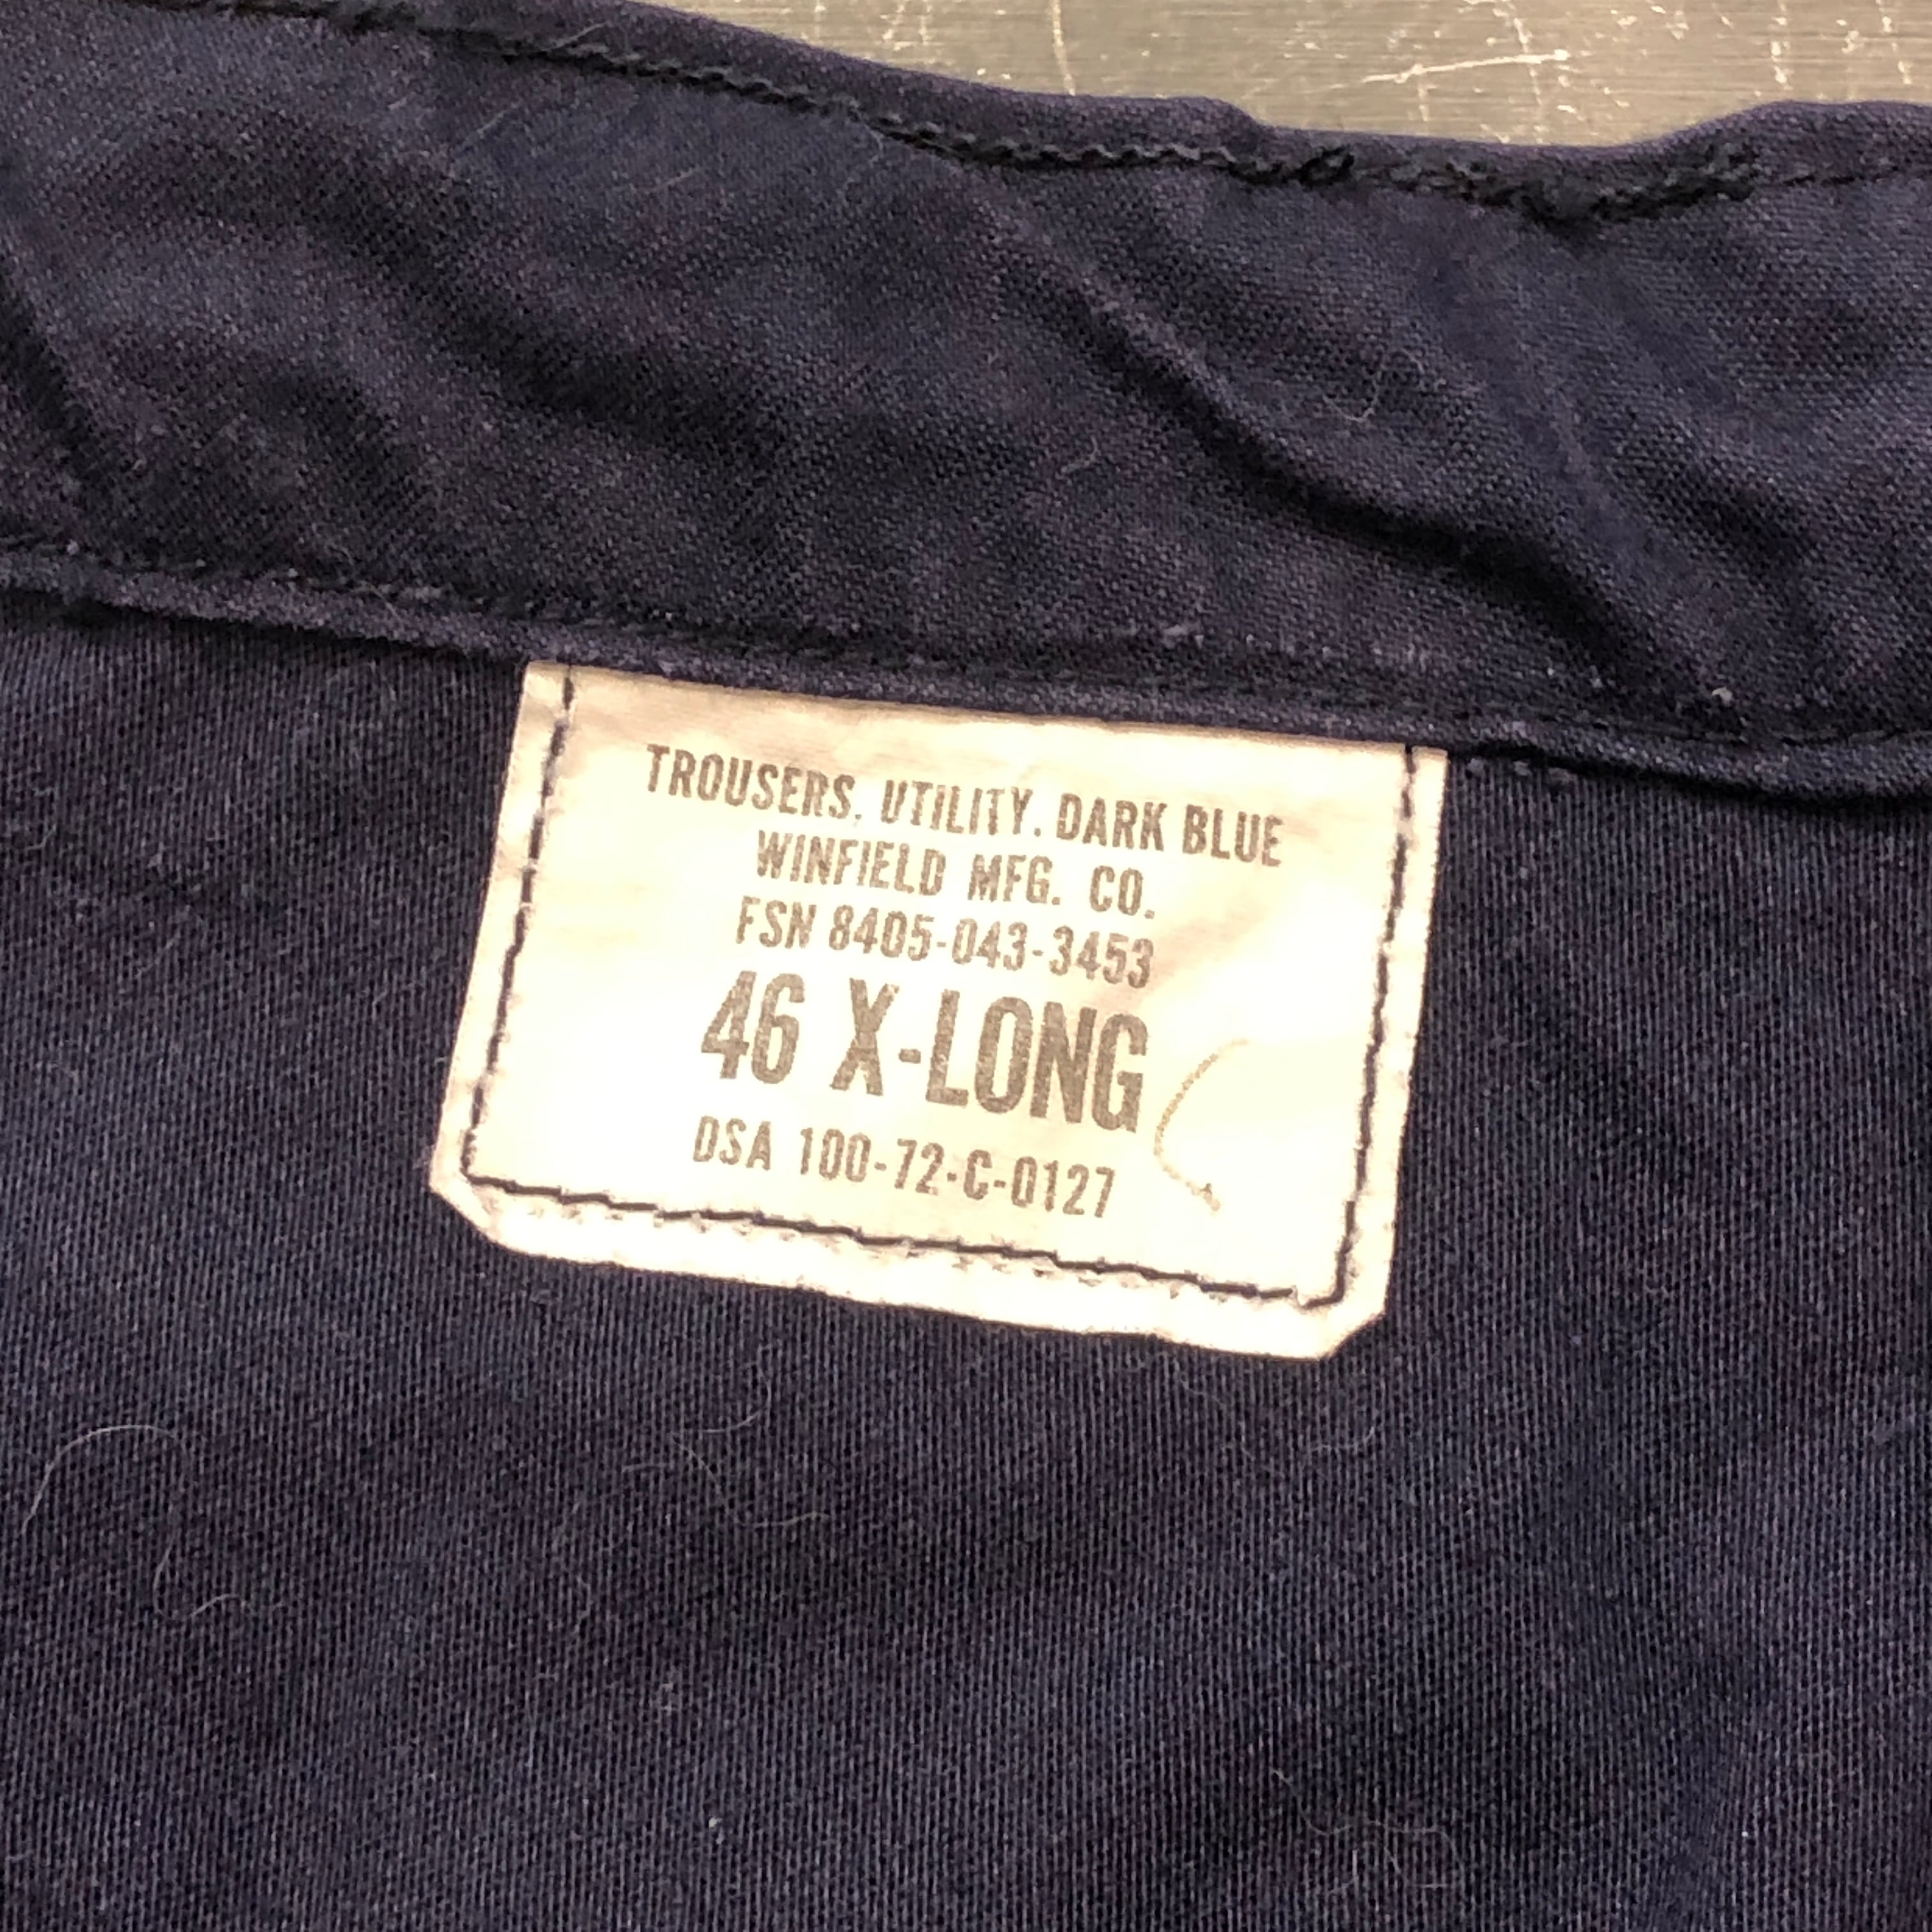 TROUSERS, UTILITY, DARK BLUE
WINFIELD MFG. CO.
FSN 8405-043-3453
46 X-LONG
DSA 100-72-C-0127